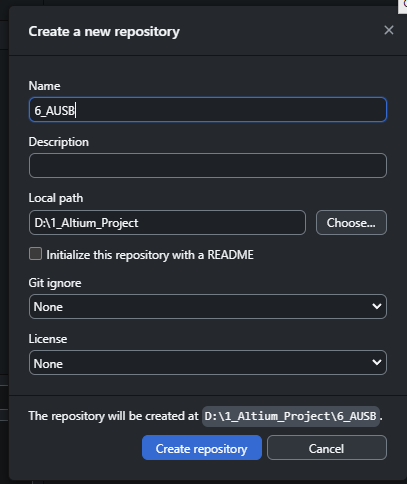 Create a new repository
Name
6_AUSB
Description
Local path
D:\1_Altium_Project
Choose...
Initialize this repository with a README
Git ignore
None
License
None
The repository will be created at D:\1_Altium_Project\6_AUSB.
Create repository
Cancel